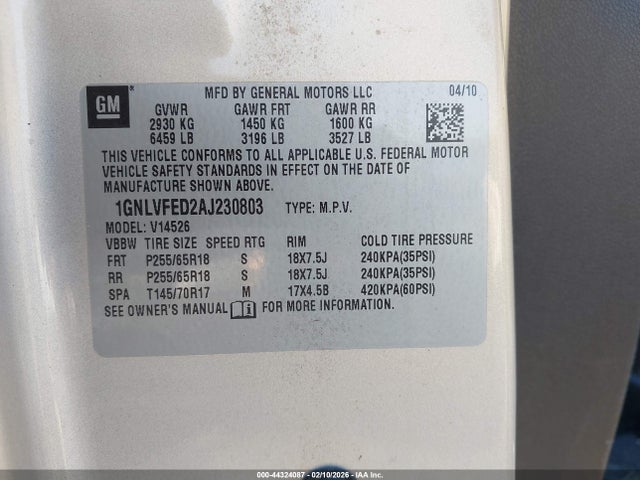 GM
MFD BY GENERAL MOTORS LLC 04/10
GVWR GAWR FRT GAWR RR
2930 KG 1450 KG 1600 KG
6459 LB 3196 LB 3527 LB
THIS VEHICLE CONFORMS TO ALL APPLICABLE U.S. FEDERAL MOTOR
VEHICLE SAFETY STANDARDS IN EFFECT ON THE DATE OF
MANUFACTURE SHOWN ABOVE.
1GNLVFED2AJ230803 TYPE: M.P.V.
MODEL: V14526
VBBW TIRE SIZE SPEED RTG RIM COLD TIRE PRESSURE
FRT P255/65R18 S 18X7.5J 240KPA(35PSI)
RR P255/65R18 S 18X7.5J 240KPA(35PSI)
SPA T145/70R17 M 17X4.5B 420KPA(60PSI)
SEE OWNER'S MANUAL FOR MORE INFORMATION.
000-44324087 - 02/10/2026 - IAAI.COM